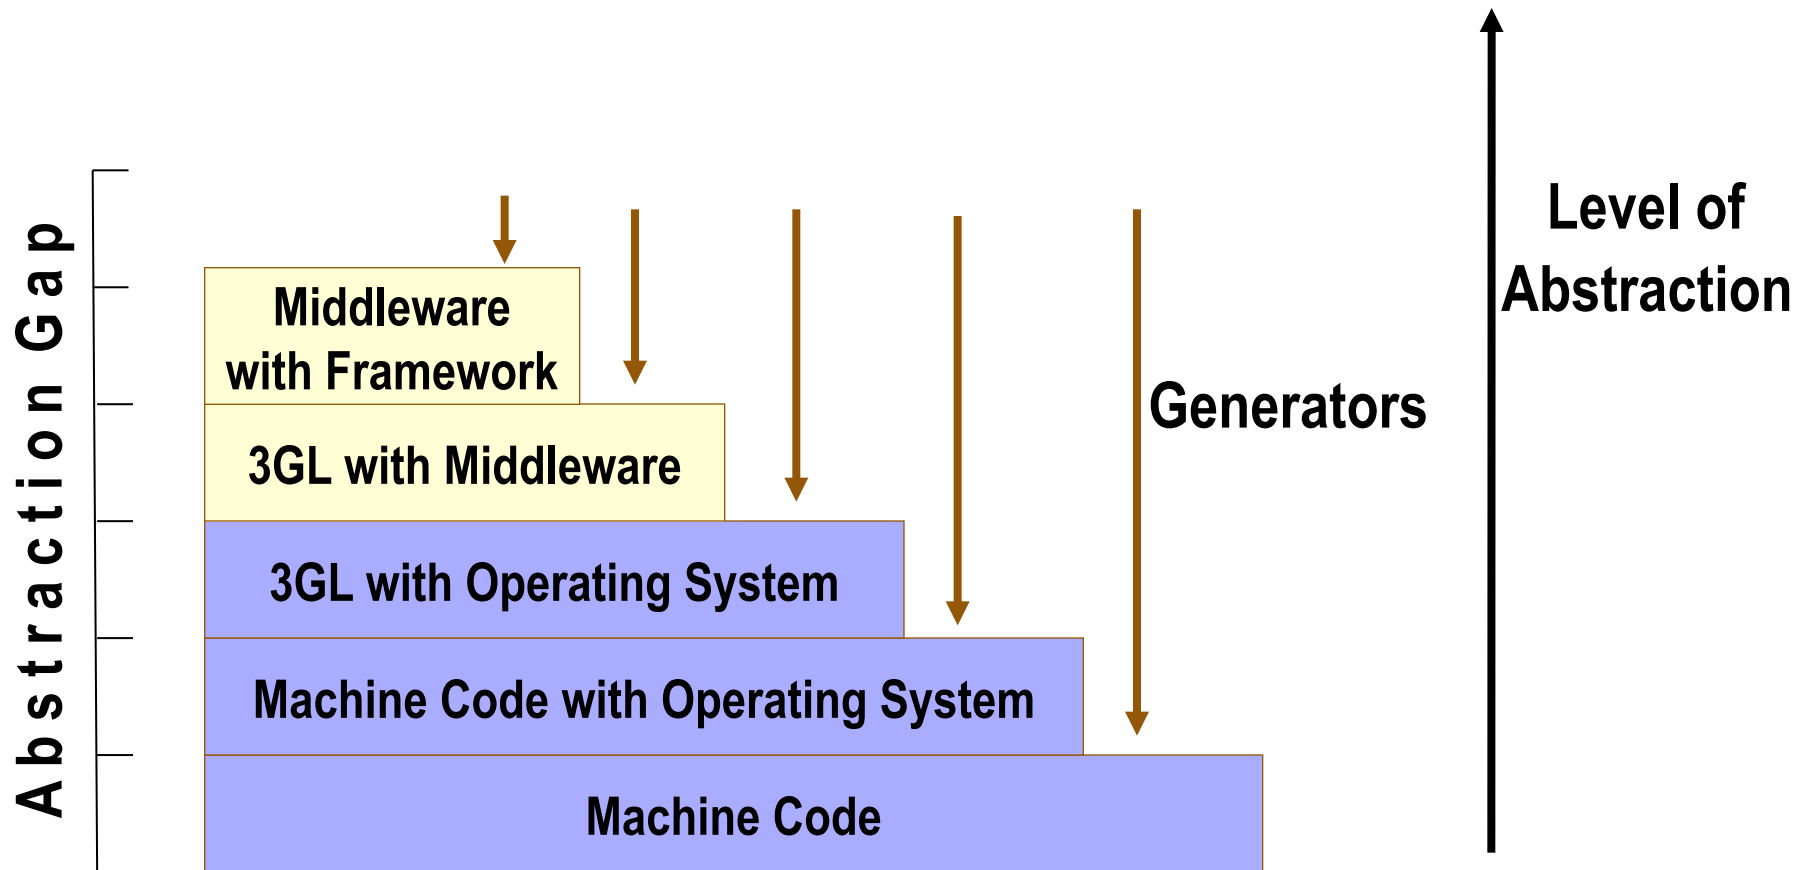 Abstraction Gap
Middleware
with Framework
3GL with Middleware
3GL with Operating System
Machine Code with Operating System
Machine Code
Generators
Level of
Abstraction